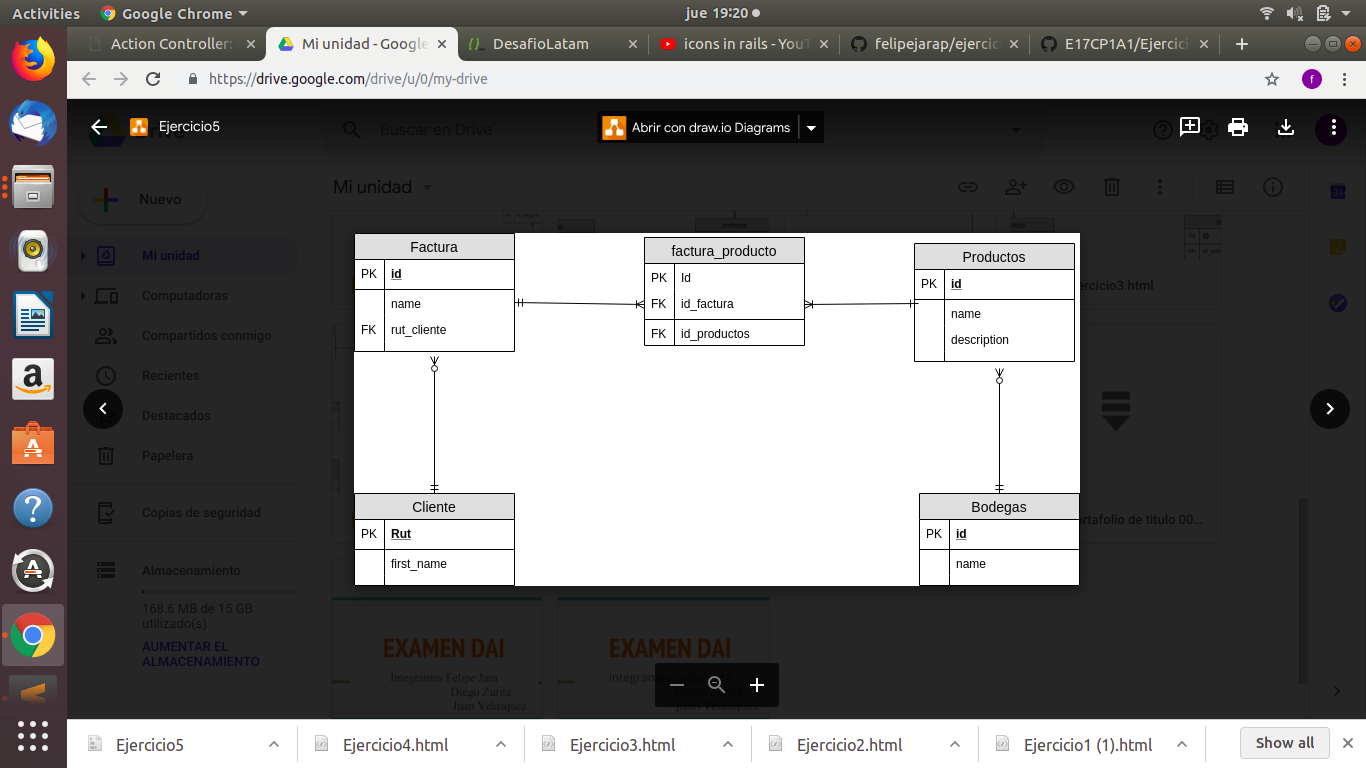 Activities
Google Chrome
jue 19:20
Action Controller:
Mi unidad - Google
DesafioLatam
icons in rails - YouT
felipejarap/ejercic
E17CP1A1/Ejercici
https://drive.google.com/drive/u/0/my-drive
f
Ejercicio5
Buscar en Drive
Abrir con draw.io Diagrams
Nuevo
Mi unidad
Mi unidad
Computadoras
Compartidos conmigo
Recientes
Destacados
Papelera
Copias de seguridad
Almacenamiento
168.6 MB de 15 GB
utilizado(s)
AUMENTAR EL
ALMACENAMIENTO
Factura
PK id
name
FK rut_cliente
factura_producto
PK Id
FK id_factura
FK id_productos
Productos
PK id
name
description
Cliente
PK Rut
first_name
Bodegas
PK id
name
ercicio3.html
rtafolio de titulo 00...
EXAMEN DAI
Integrantes Felipe Jara
Diego Zurita
Juan Velasquez
EXAMEN DAI
Juan Velasquez
Ejercicio5
Ejercicio4.html
Ejercicio3.html
Ejercicio2.html
Ejercicio1 (1).html
Show all